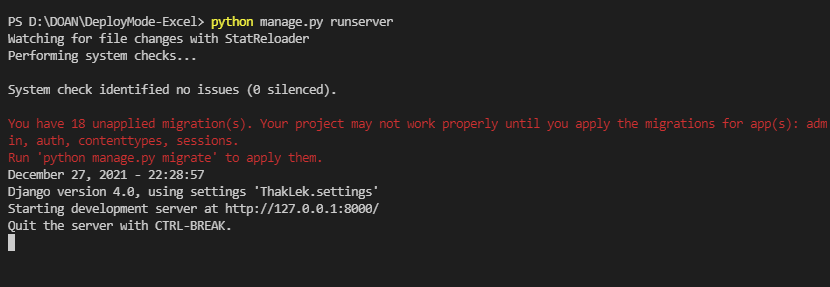 PS D:\DOAN\DeployMode-Excel> python manage.py runserver
Watching for file changes with StatReloader
Performing system checks...
System check identified no issues (0 silenced).
You have 18 unapplied migration(s). Your project may not work properly until you apply the migrations for app(s): adm
in, auth, contenttypes, sessions.
Run 'python manage.py migrate' to apply them.
December 27, 2021 - 22:28:57
Django version 4.0, using settings 'ThakLek.settings'
Starting development server at http://127.0.0.1:8000/
Quit the server with CTRL-BREAK.